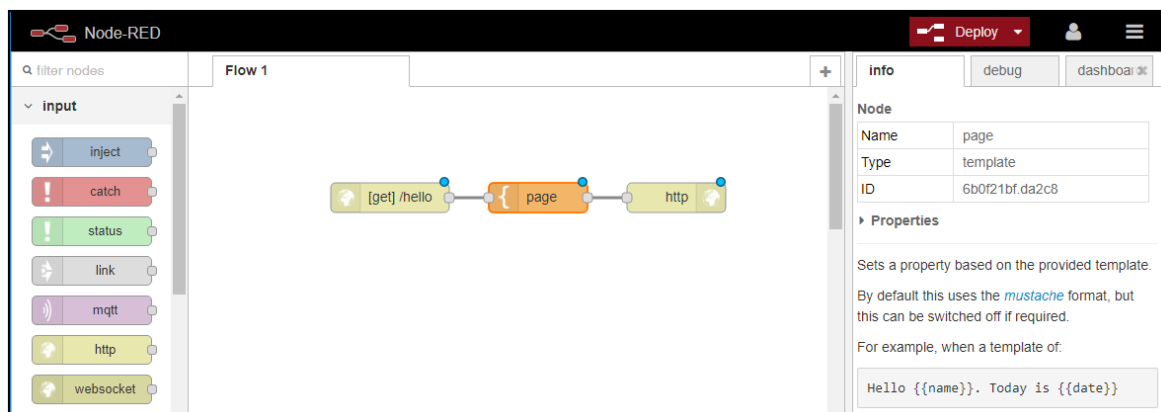 Node-RED
Deploy
filter nodes
Flow 1
+
info
debug
dashboar
input
inject
catch
status
link
mqtt
http
websocket
[get] /hello
page
http
Node
Name page
Type template
ID 6b0f21bf.da2c8
Properties
Sets a property based on the provided template.
By default this uses the mustache format, but
this can be switched off if required.
For example, when a template of:
Hello {{name}}. Today is {{date}}